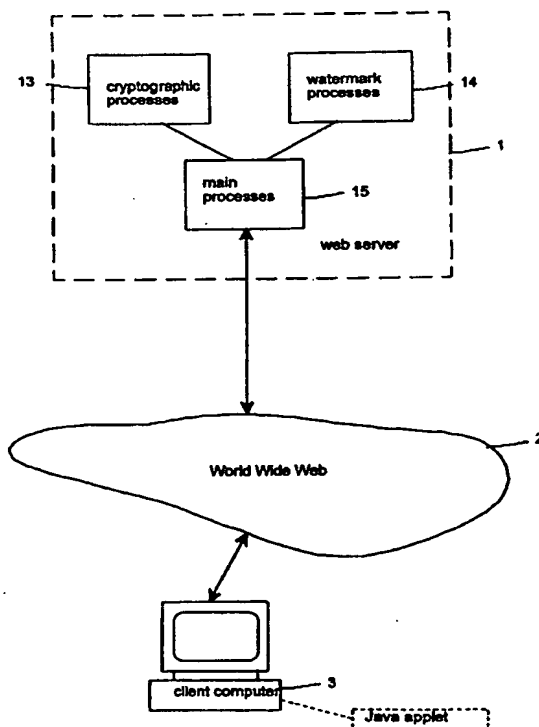 13
cryptographic
processes
watermark
processes
14
1
main
processes
15
web server
2
World Wide Web
client computer
3
Java applet